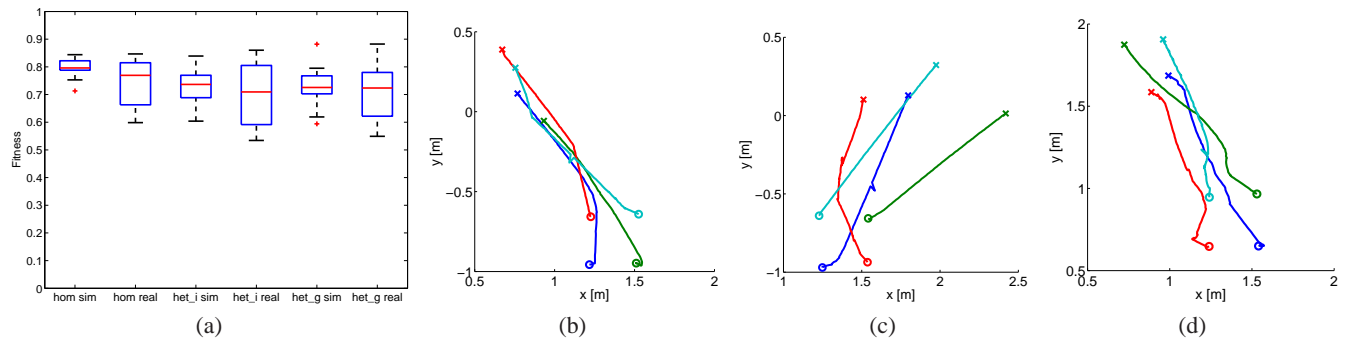 Fitness
1
0.9
0.8
0.7
0.6
0.5
0.4
0.3
0.2
0.1
0
hom sim hom real het_i sim het_i real het_g sim het_g real
(a)
y [m]
0.5
0
−0.5
−1
0.5 1 1.5 2
x [m]
(b)
y [m]
0.5
0
−0.5
−1
1 1.5 2 2.5
x [m]
(c)
y [m]
2
1.5
1
0.5
0.5 1 1.5 2
x [m]
(d)